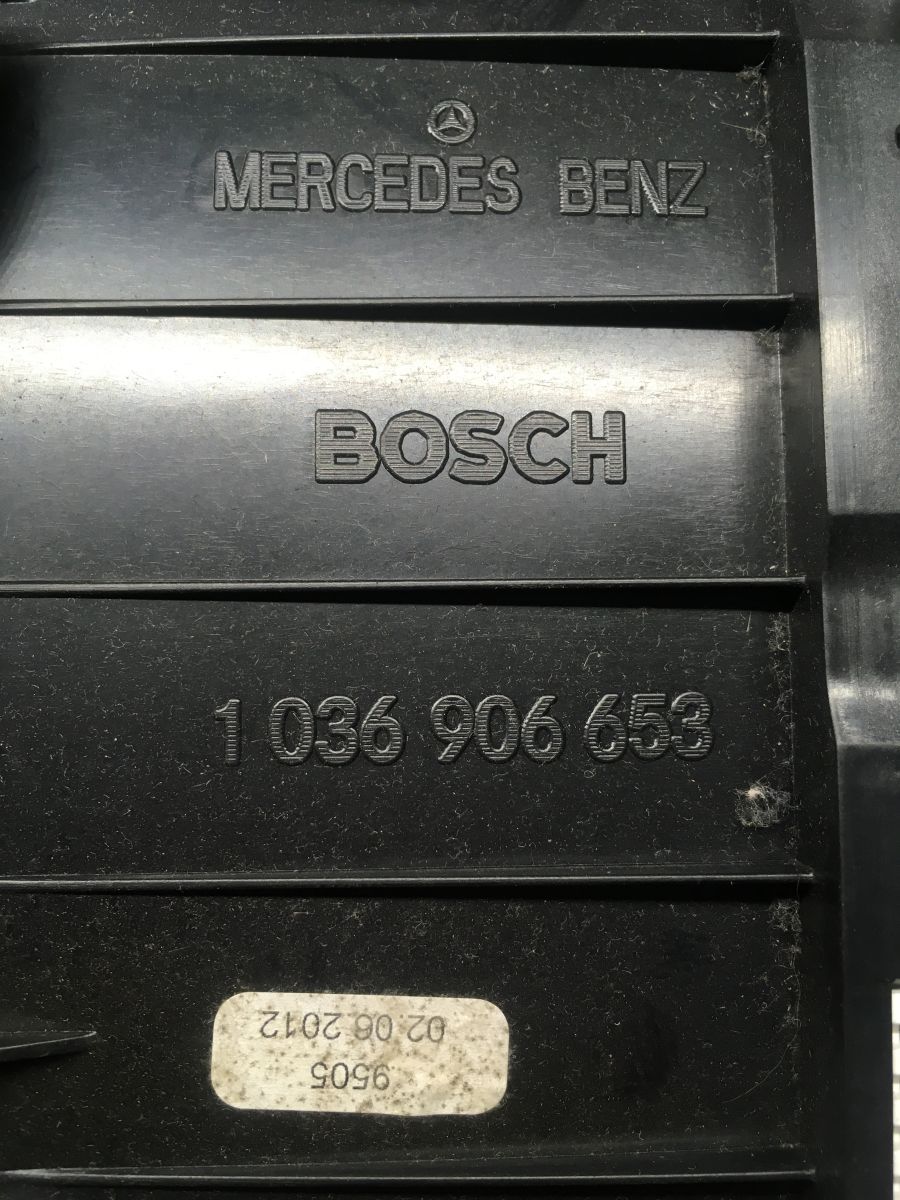 MERCEDES BENZ
BOSCH
1 036 906 653
9505
02 06 2012